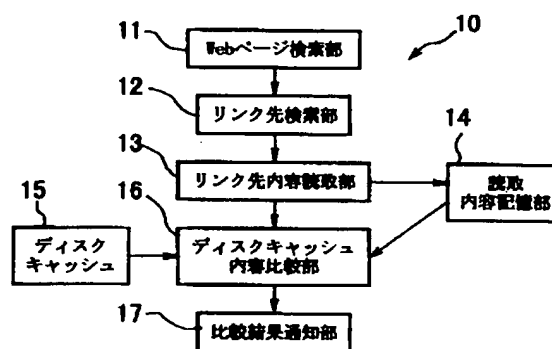 10
11
Webページ検索部
12
リンク先検索部
13
リンク先内容読取部
14
読取
内容記憶部
15
ディスク
キャッシュ
16
ディスクキャッシュ
内容比較部
17
比較結果通知部